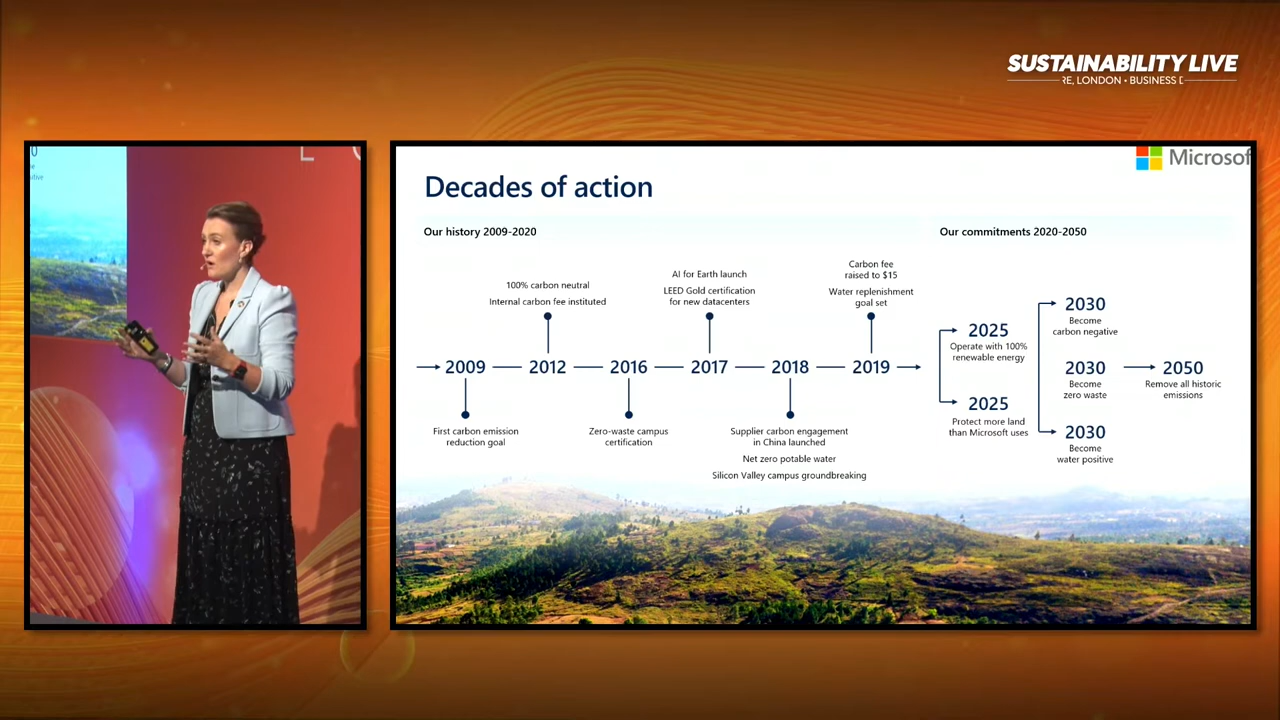 SUSTAINABILITY LIVE
RE, LONDON • BUSINESS D
Microsof
Decades of action
Our history 2009-2020
Our commitments 2020-2050
100% carbon neutral
Internal carbon fee instituted
AI for Earth launch
LEED Gold certification
for new datacenters
Carbon fee
raised to $15
Water replenishment
goal set
2009
2012
2016
2017
2018
2019
First carbon emission
reduction goal
Zero-waste campus
certification
Supplier carbon engagement
in China launched
Net zero potable water
Silicon Valley campus groundbreaking
2025
Operate with 100%
renewable energy
2025
Protect more land
than Microsoft uses
2030
Become
carbon negative
2030
Become
zero waste
2030
Become
water positive
2050
Remove all historic
emissions